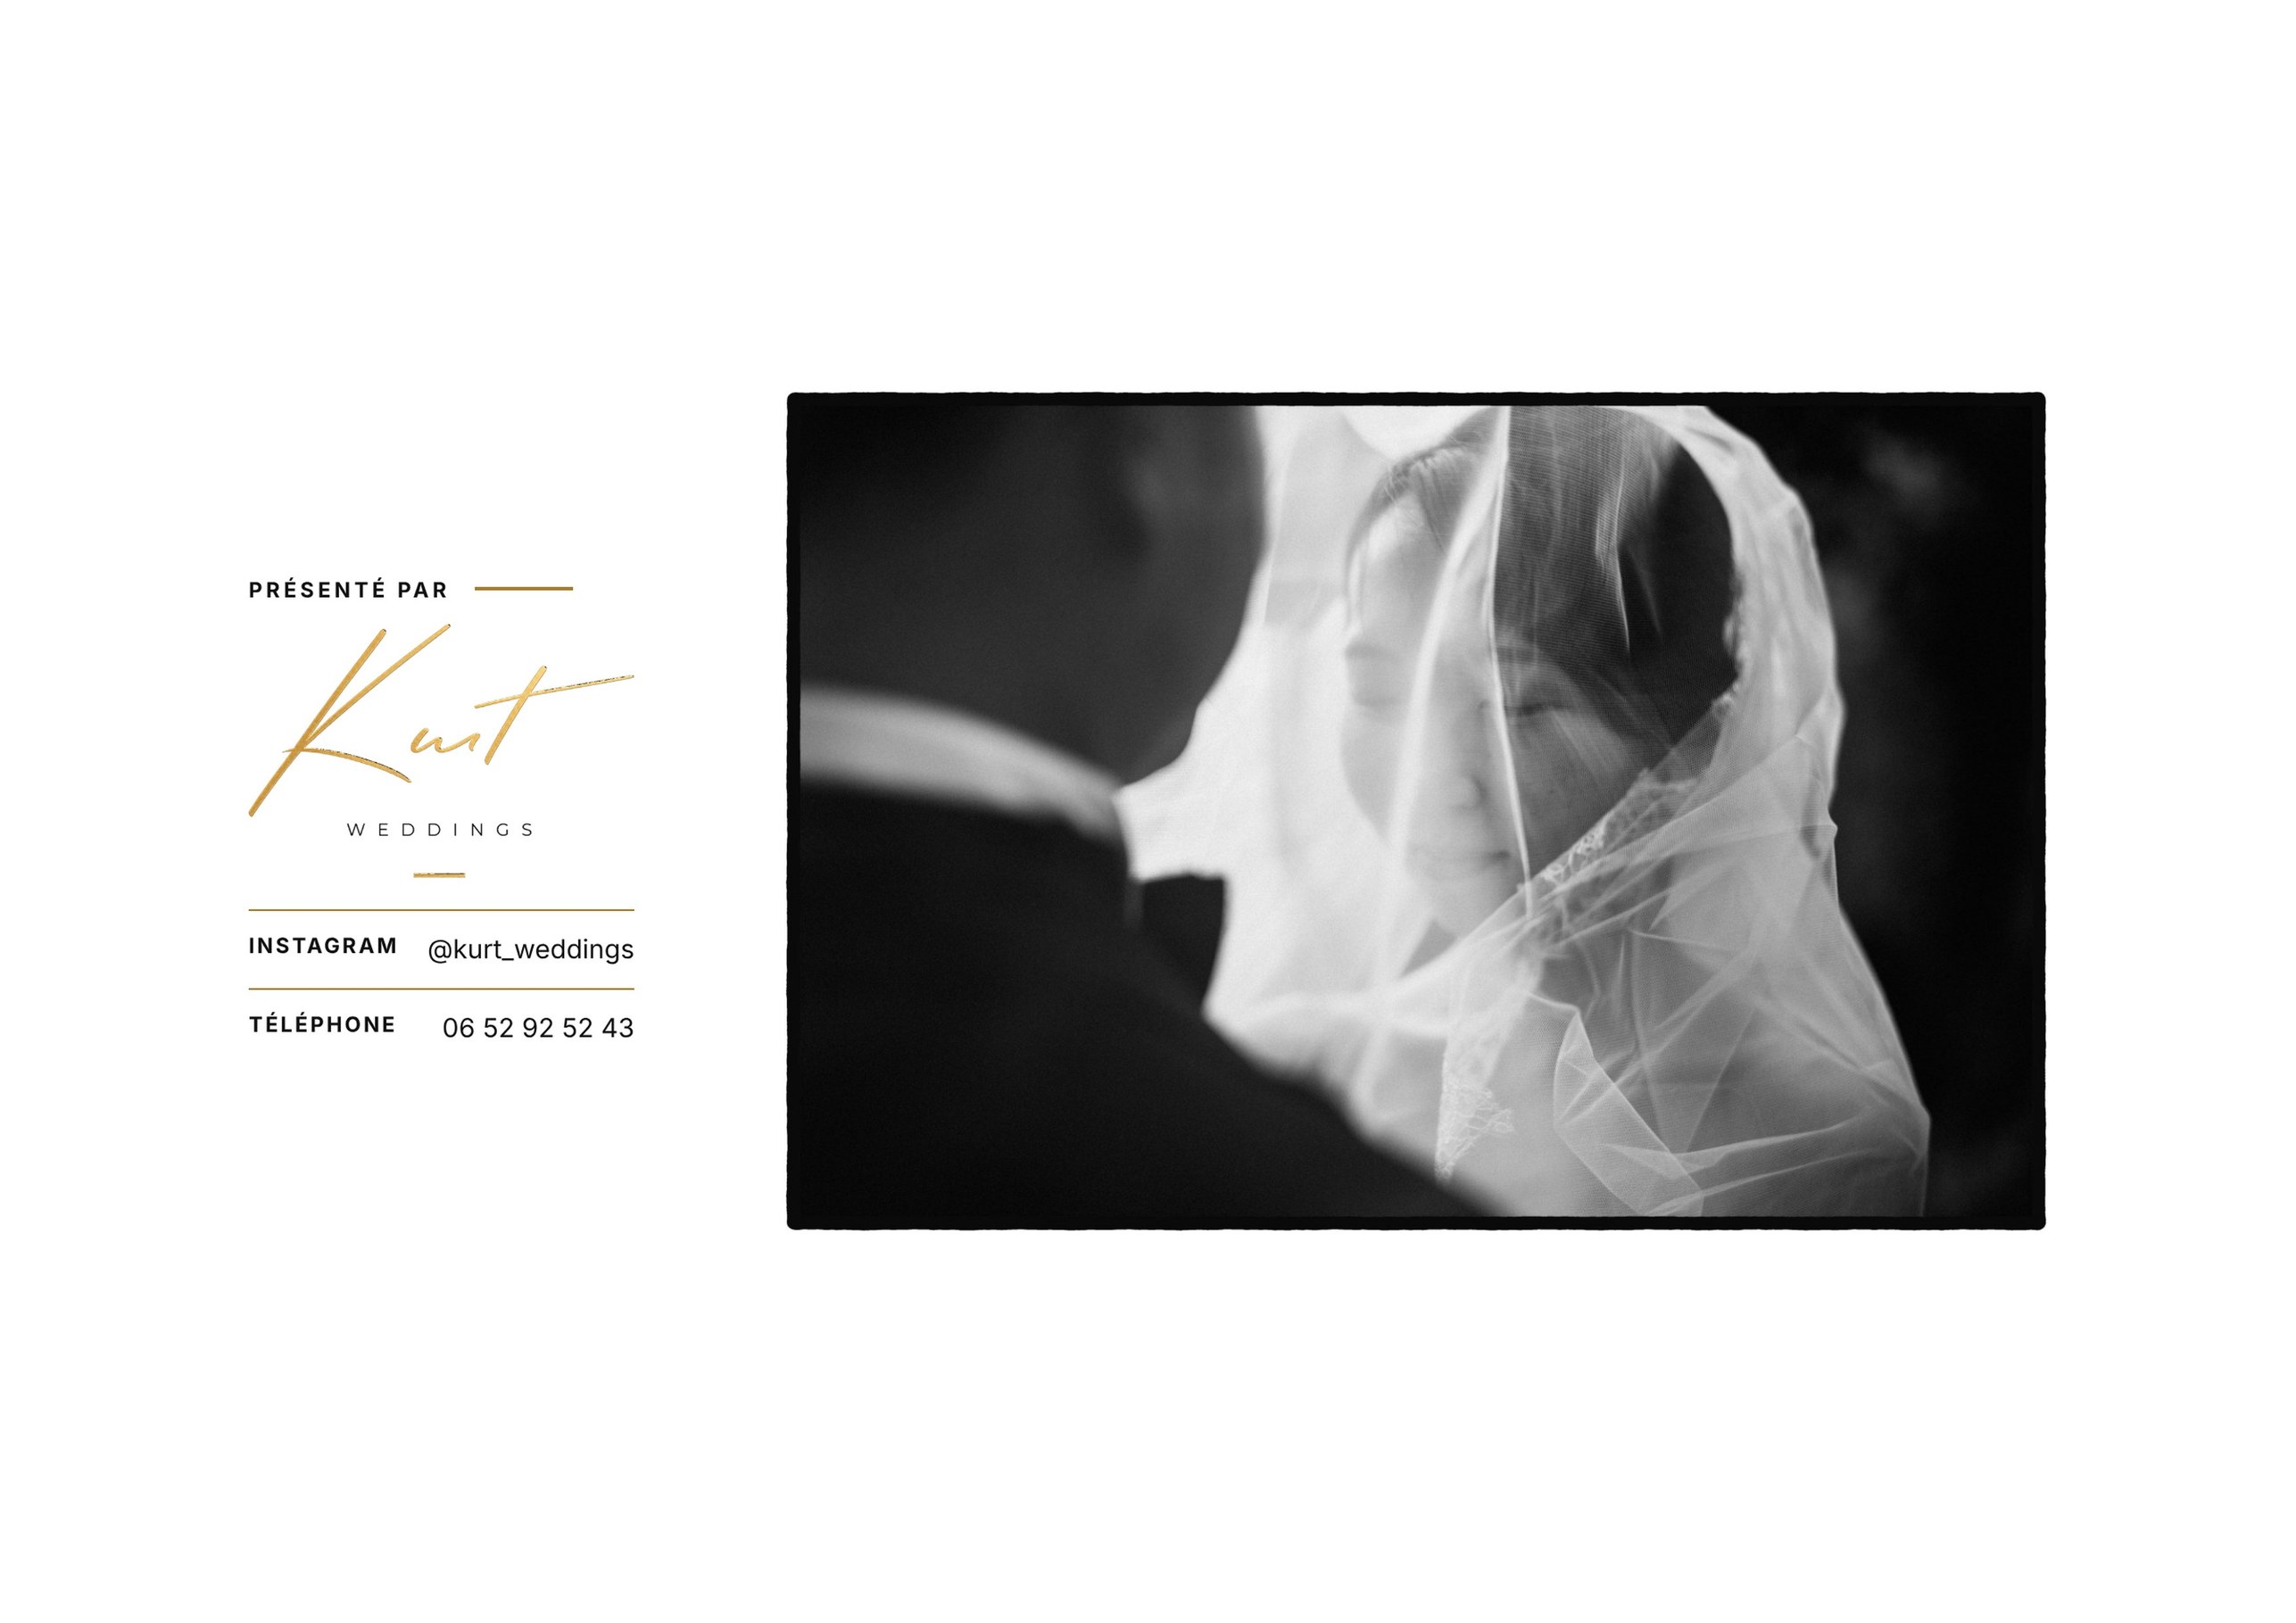 PRÉSENTÉ PAR
Kurt
WEDDINGS
INSTAGRAM @kurt_weddings
TÉLÉPHONE 06 52 92 52 43